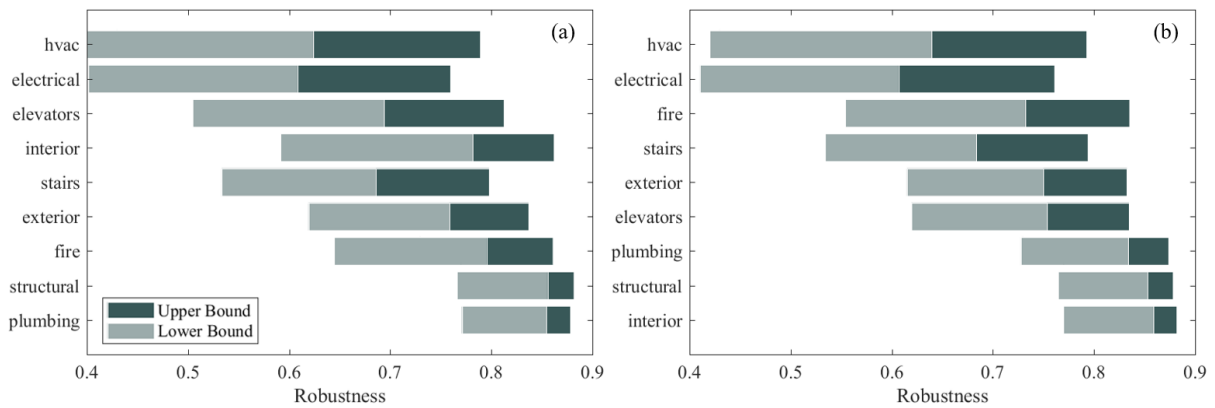 (a)
hvac
electrical
elevators
interior
stairs
exterior
fire
structural
plumbing
Upper Bound
Lower Bound
0.4 0.5 0.6 0.7 0.8 0.9
Robustness
(b)
hvac
electrical
fire
stairs
exterior
elevators
plumbing
structural
interior
0.4 0.5 0.6 0.7 0.8 0.9
Robustness